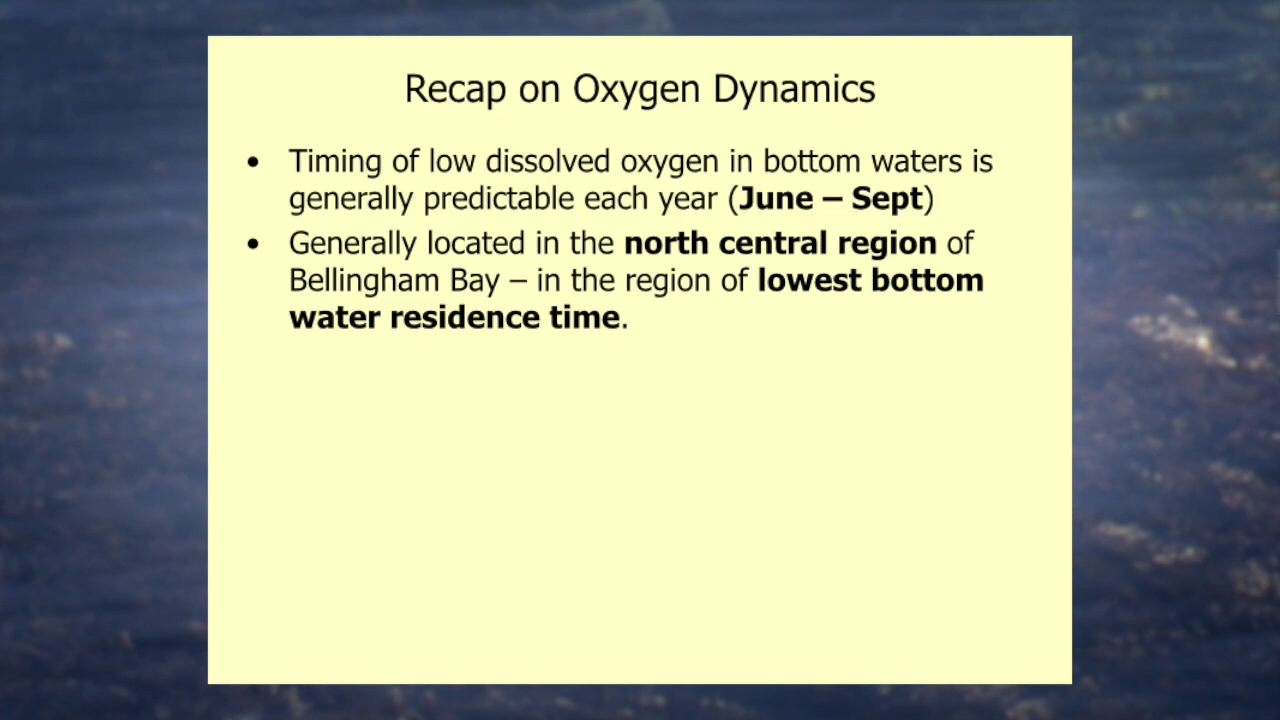 Recap on Oxygen Dynamics
• Timing of low dissolved oxygen in bottom waters is
generally predictable each year (June – Sept)
• Generally located in the north central region of
Bellingham Bay – in the region of lowest bottom
water residence time.